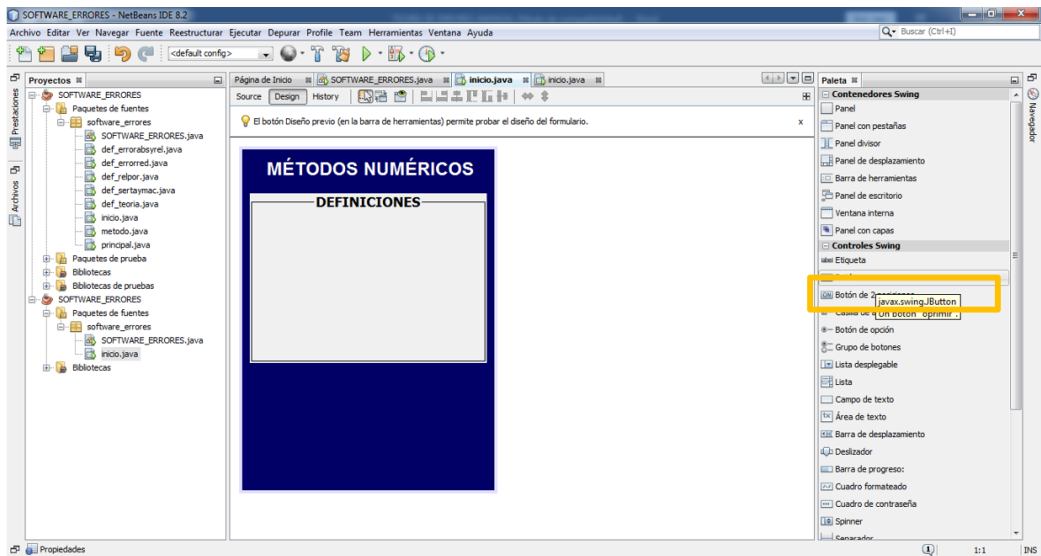 SOFTWARE_ERRORES - NetBeans IDE 8.2
Archivo Editar Ver Navegar Fuente Reestructurar Ejecutar Depurar Profile Team Herramientas Ventana Ayuda
Buscar (Ctrl+I)
<default config>
Prestaciones
Archivos
Proyectos
SOFTWARE_ERRORES
Paquetes de fuentes
software_errores
SOFTWARE_ERRORES.java
def_errorabsyrel.java
def_errorred.java
def_relpor.java
def_sertaymac.java
def_teoria.java
inicio.java
metodo.java
principal.java
Paquetes de prueba
Bibliotecas
Bibliotecas de pruebas
SOFTWARE_ERRORES
Paquetes de fuentes
software_errores
SOFTWARE_ERRORES.java
inicio.java
Bibliotecas
Página de Inicio SOFTWARE_ERRORES.java inicio.java inicio.java
Source Design History
El botón Diseño previo (en la barra de herramientas) permite probar el diseño del formulario. x
MÉTODOS NUMÉRICOS
DEFINICIONES
Paleta
Contenedores Swing
Panel
Panel con pestañas
Panel divisor
Panel de desplazamiento
Barra de herramientas
Panel de escritorio
Ventana interna
Panel con capas
Controles Swing
label Etiqueta
ON Botón de 2
javax.swing.JButton
Un botón "oprimir".
Botón de opción
Grupo de botones
Lista desplegable
Lista
Campo de texto
Área de texto
Barra de desplazamiento
Deslizador
Barra de progreso:
Cuadro formateado
Cuadro de contraseña
Spinner
Separador
Navegador
Propiedades
1
1:1
INS